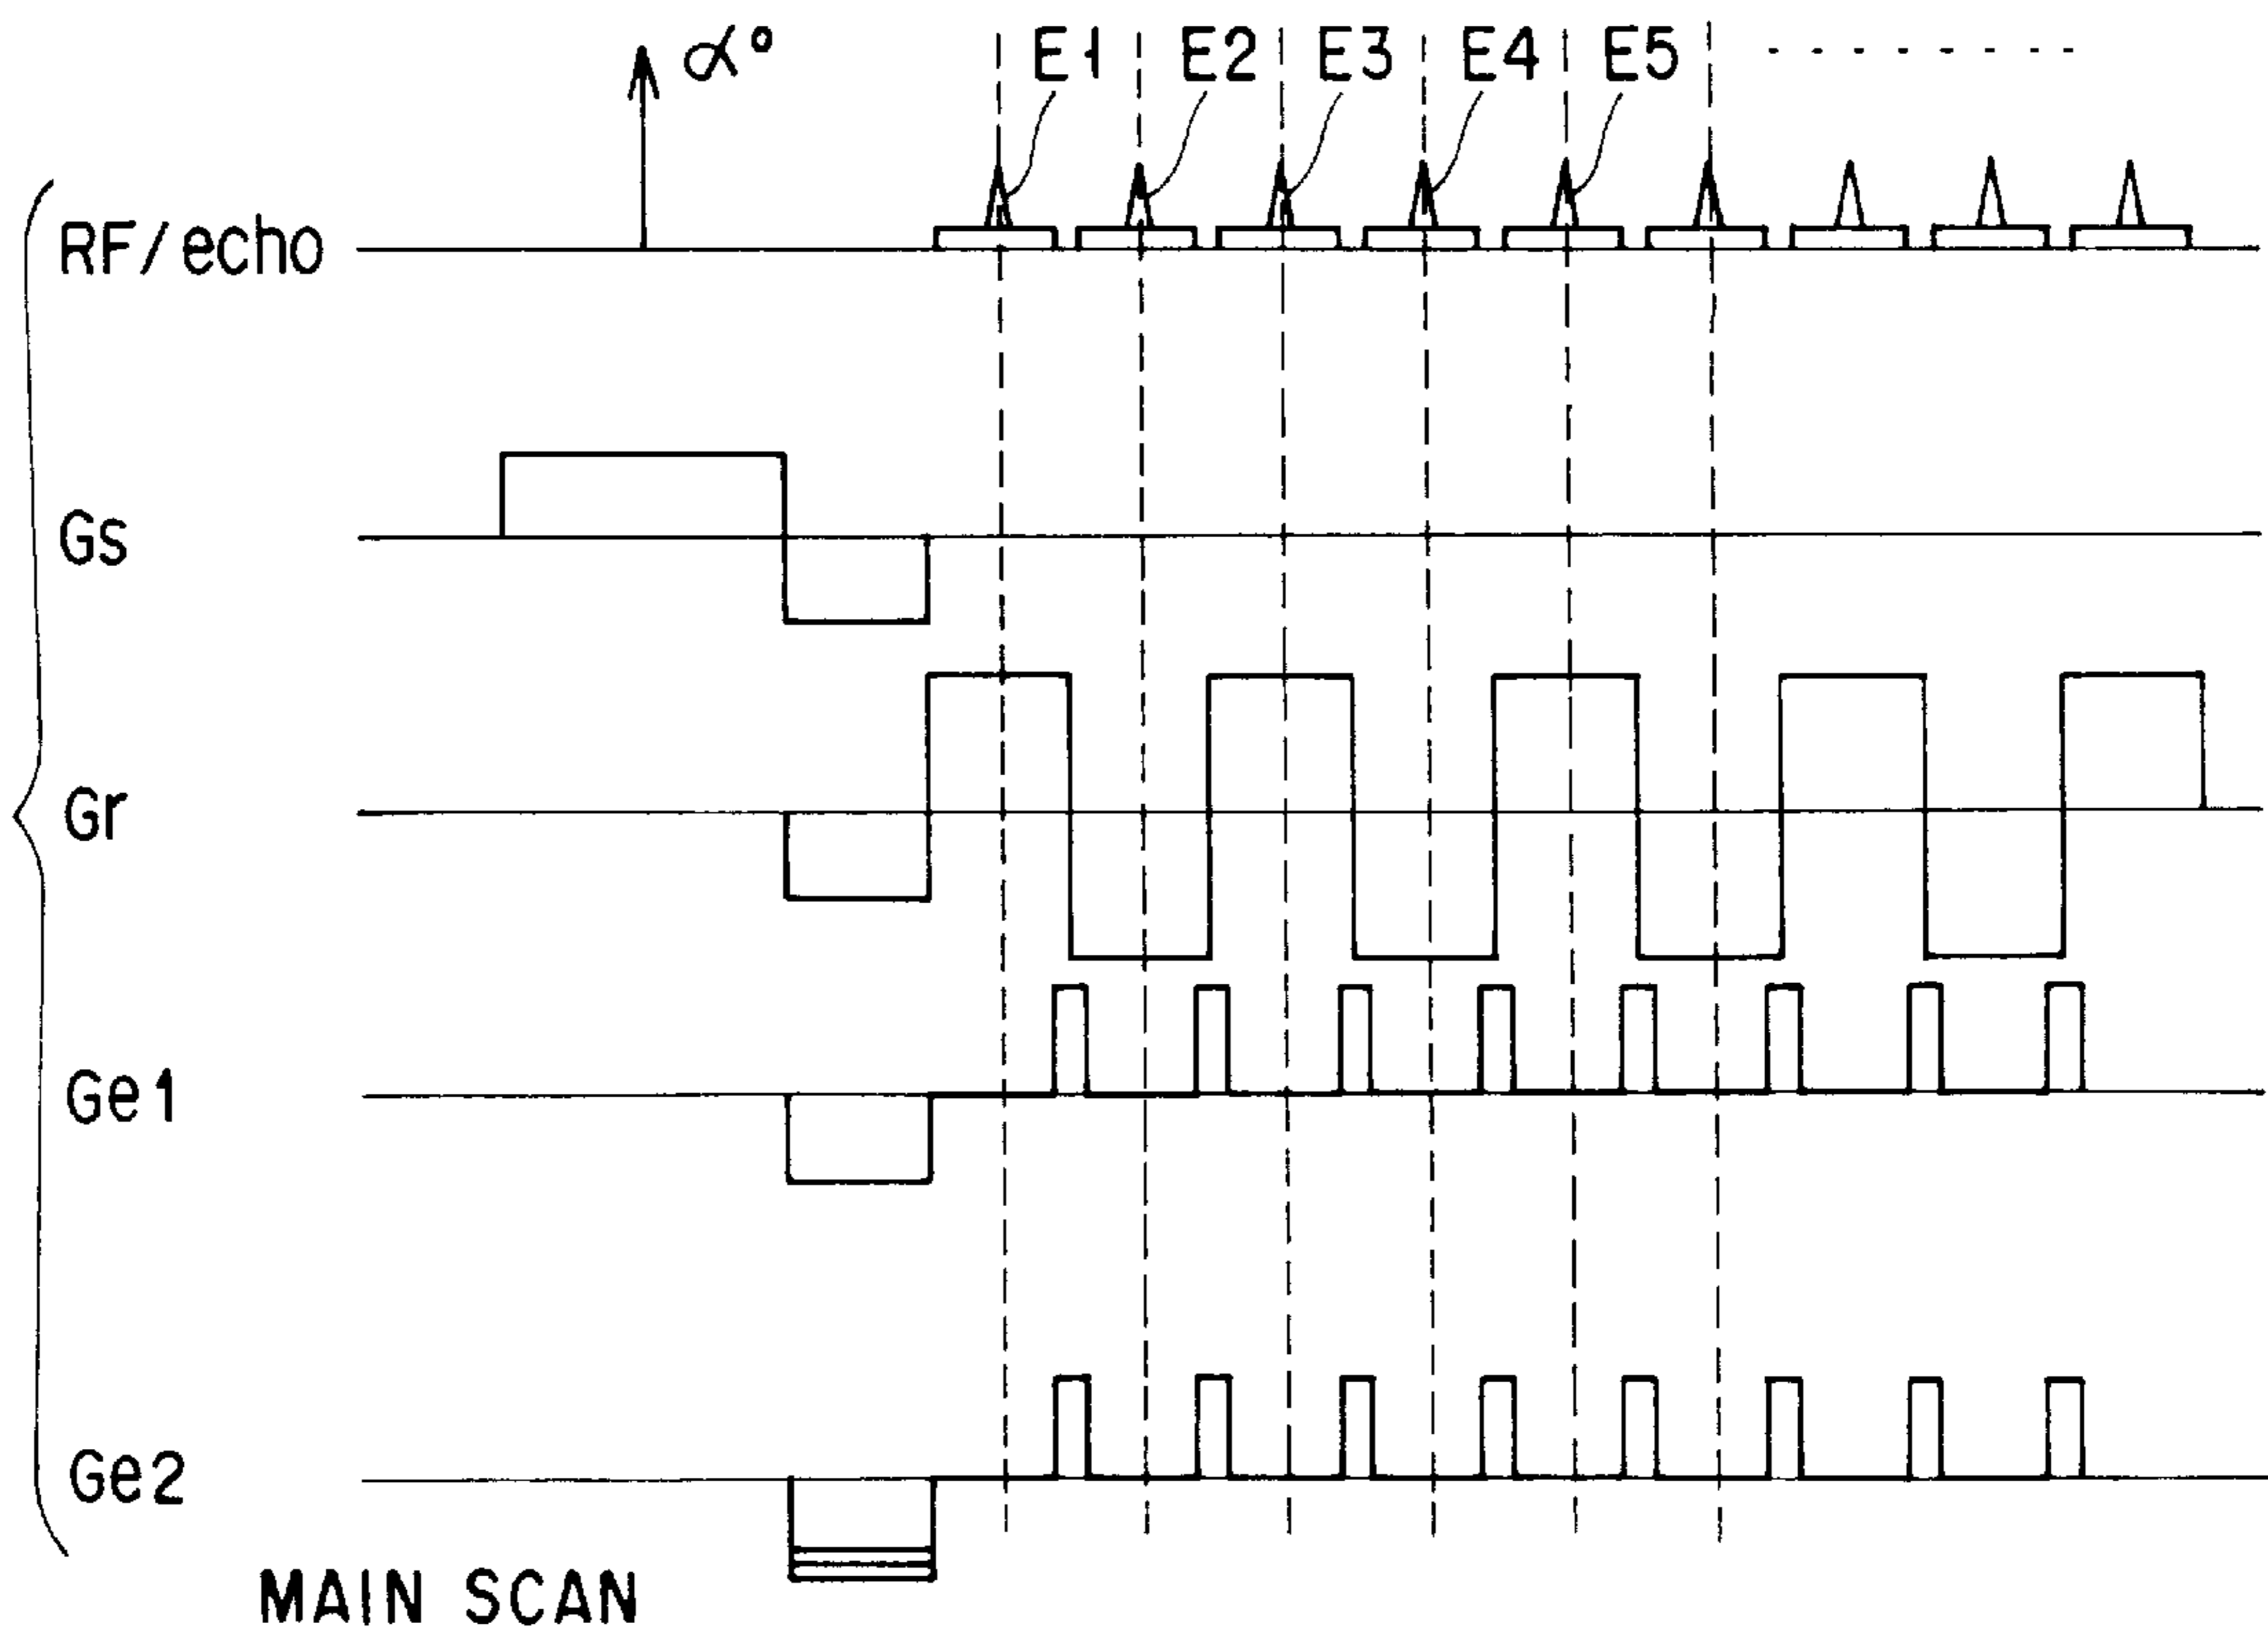 α° E1 E2 E3 E4 E5 - - - - - - -
RF/echo
Gs
Gr
Ge1
Ge2
MAIN SCAN